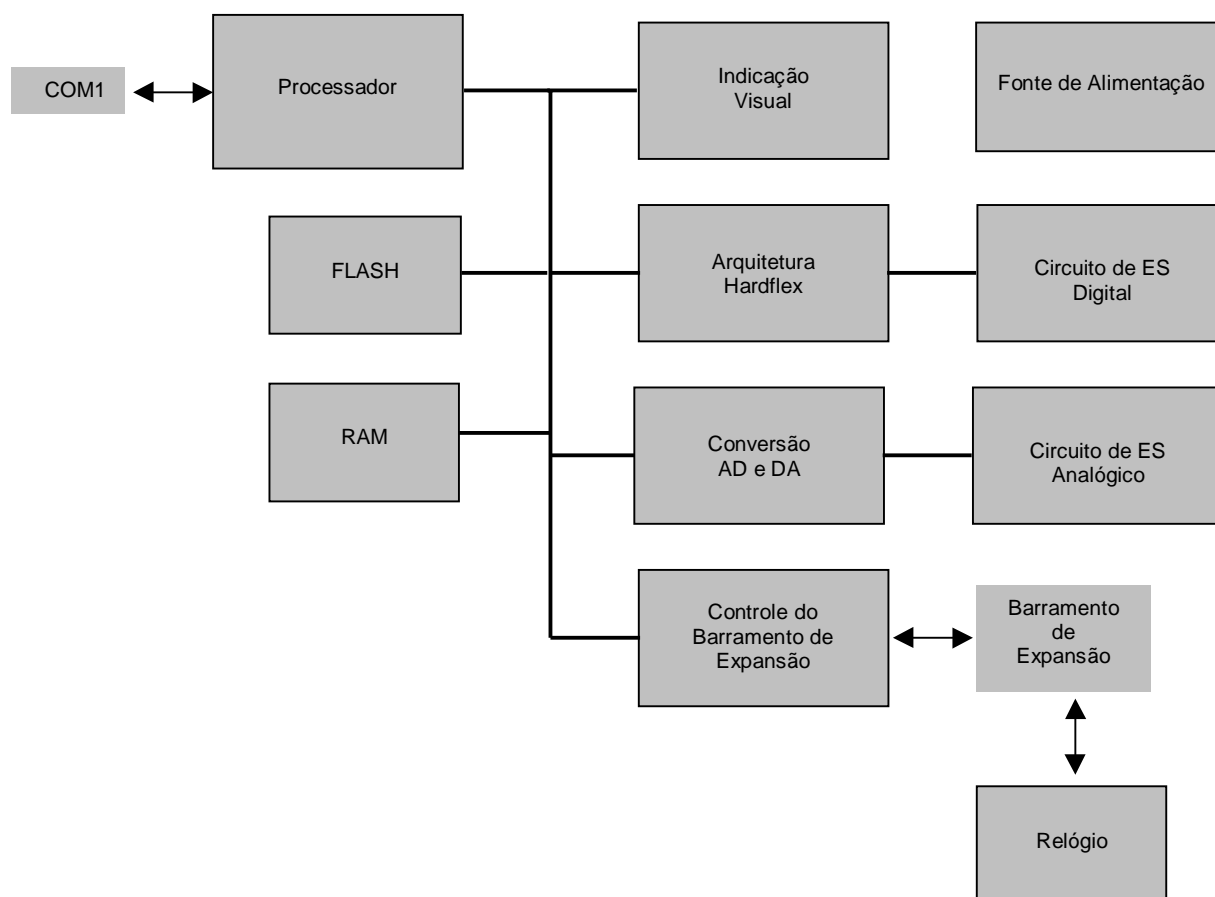 COM1
Processador
Indicação
Visual
Fonte de Alimentação
FLASH
Arquitetura
Hardflex
Circuito de ES
Digital
RAM
Conversão
AD e DA
Circuito de ES
Analógico
Controle do
Barramento de
Expansão
Barramento
de
Expansão
Relógio